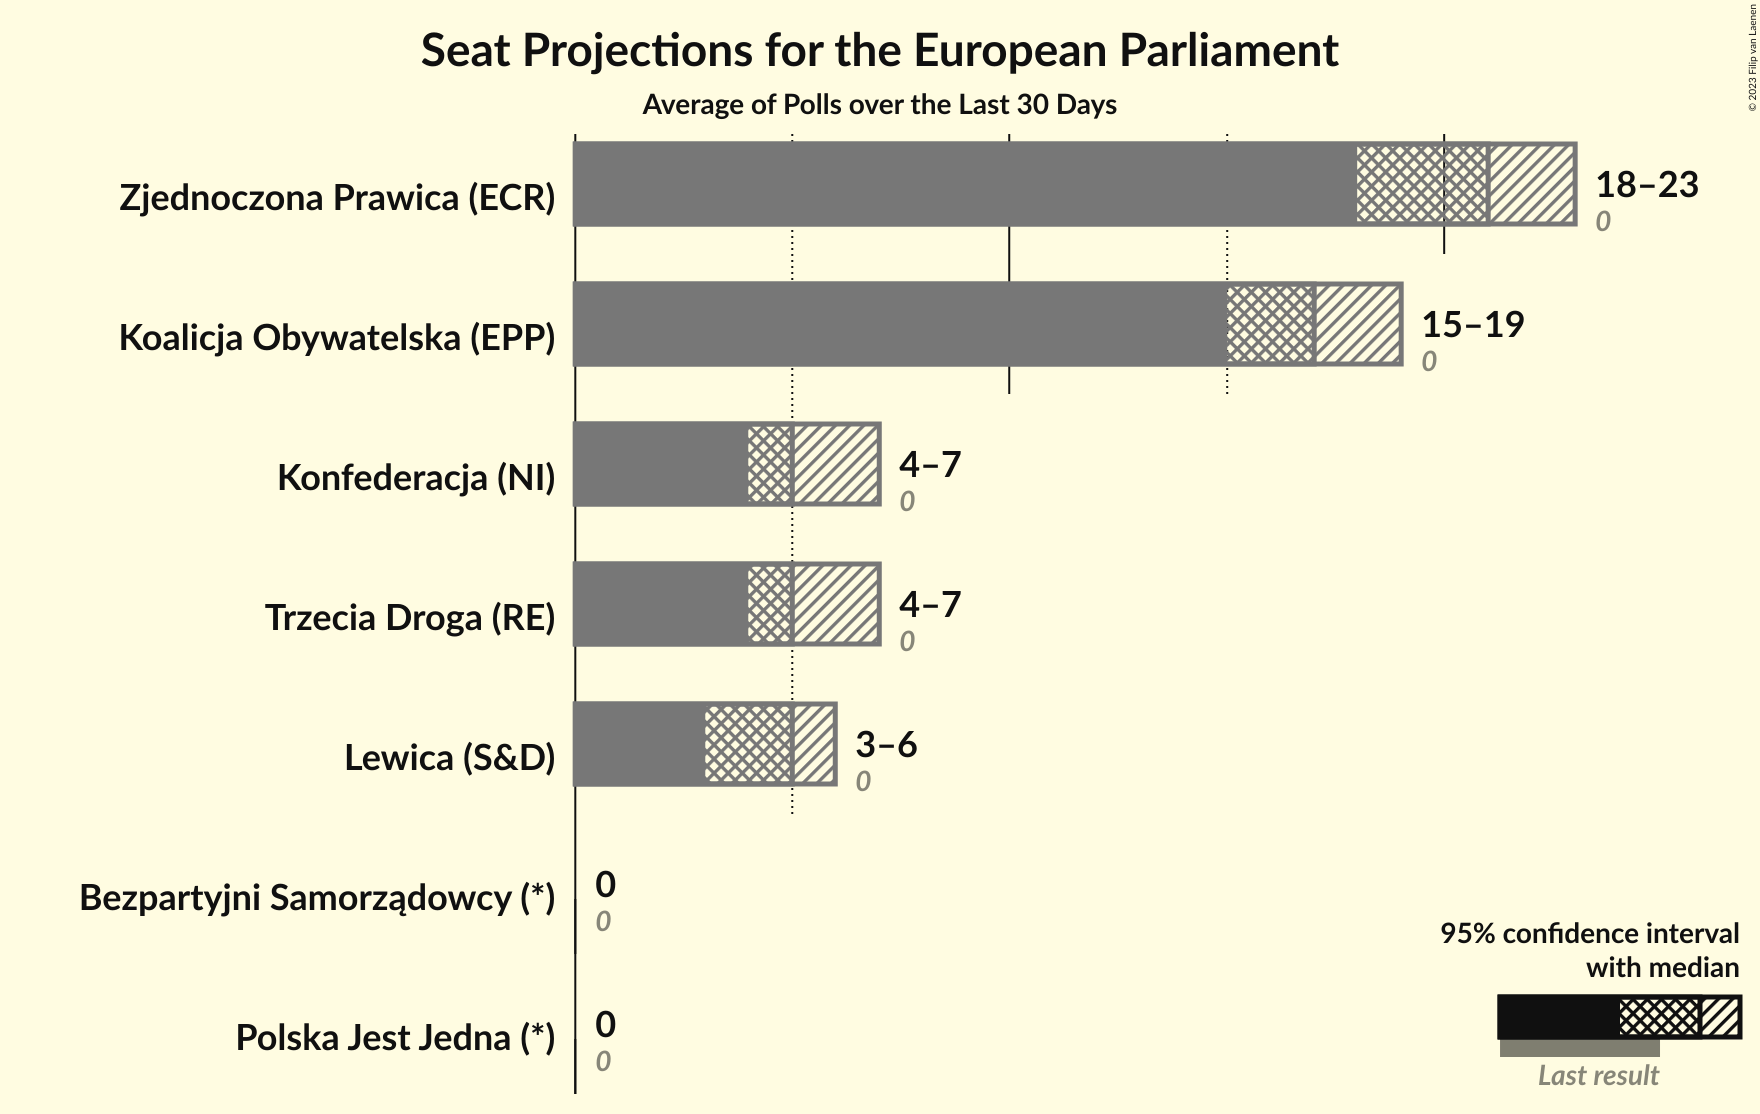 Seat Projections for the European Parliament
Average of Polls over the Last 30 Days
© 2023 Filip van Laenen
Zjednoczona Prawica (ECR)
18–23
0
Koalicja Obywatelska (EPP)
15–19
0
Konfederacja (NI)
4–7
0
Trzecia Droga (RE)
4–7
0
Lewica (S&D)
3–6
0
Bezpartyjni Samorządowcy (*)
0
0
Polska Jest Jedna (*)
0
0
95% confidence interval
with median
Last result